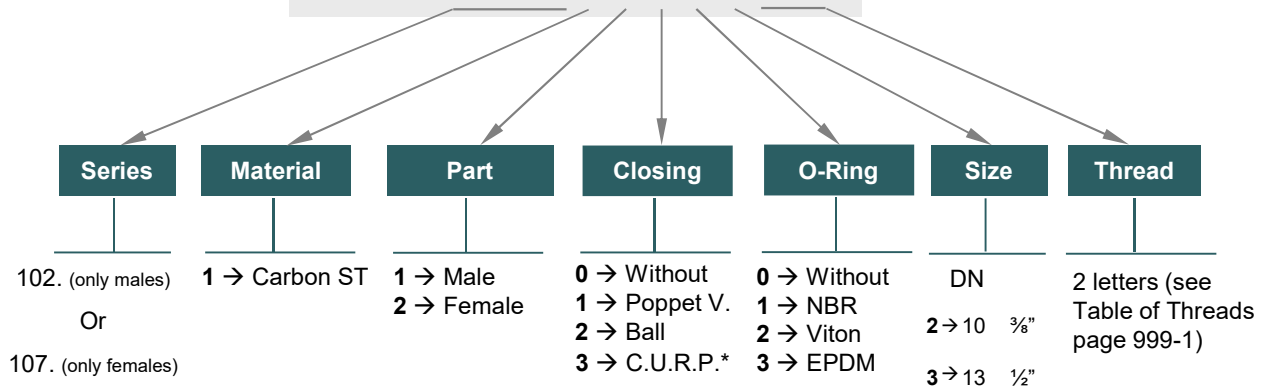 Series Material Part Closing O-Ring Size Thread
102. (only males)
Or
107. (only females)
1 → Carbon ST
1 → Male
2 → Female
0 → Without
1 → Poppet V.
2 → Ball
3 → C.U.R.P.*
0 → Without
1 → NBR
2 → Viton
3 → EPDM
DN
2 → 10 ⅜”
3 → 13 ½”
2 letters (see
Table of Threads
page 999-1)